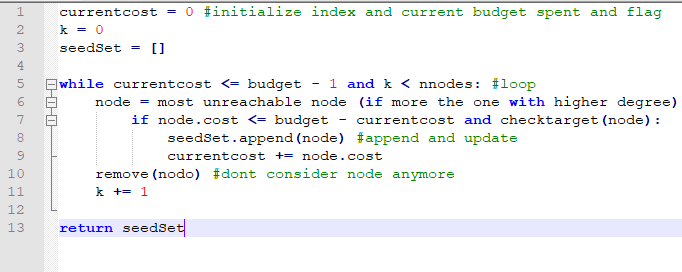 1 currentcost = 0 #initialize index and current budget spent and flag
2 k = 0
3 seedSet = []
4
5 while currentcost <= budget - 1 and k < nnodes: #loop
6 node = most unreachable node (if more the one with higher degree)
7 if node.cost <= budget - currentcost and checktarget(node):
8 seedSet.append(node) #append and update
9 currentcost += node.cost
10 remove(nodo) #dont consider node anymore
11 k += 1
12
13 return seedSet